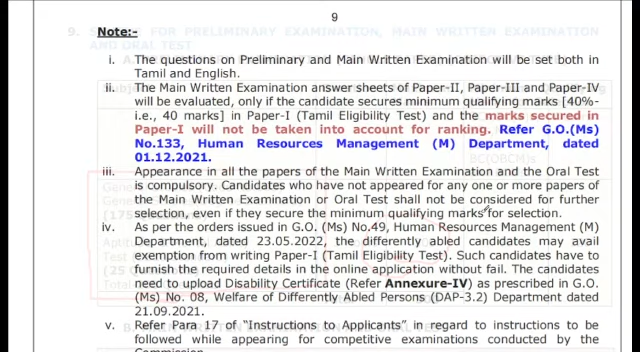 9
Note:-
i. The questions on Preliminary and Main Written Examination will be set both in
Tamil and English.
ii. The Main Written Examination answer sheets of Paper-II, Paper-III and Paper-IV
will be evaluated, only if the candidate secures minimum qualifying marks [40%-
i.e., 40 marks] in Paper-I (Tamil Eligibility Test) and the marks secured in
Paper-I will not be taken into account for ranking. Refer G.O.(Ms)
No.133, Human Resources Management (M) Department, dated
01.12.2021.
iii. Appearance in all the papers of the Main Written Examination and the Oral Test
is compulsory. Candidates who have not appeared for any one or more papers of
the Main Written Examination or Oral Test shall not be considered for further
selection, even if they secure the minimum qualifying marks for selection.
iv. As per the orders issued in G.O. (Ms) No.49, Human Resources Management (M)
Department, dated 23.05.2022, the differently abled candidates may avail
exemption from writing Paper-I (Tamil Eligibility Test). Such candidates have to
furnish the required details in the online application without fail. The candidates
need to upload Disability Certificate (Refer Annexure-IV) as prescribed in G.O.
(Ms) No. 08, Welfare of Differently Abled Persons (DAP-3.2) Department dated
21.09.2021.
v. Refer Para 17 of "Instructions to Applicants" in regard to instructions to be
followed while appearing for competitive examinations conducted by the
Commission